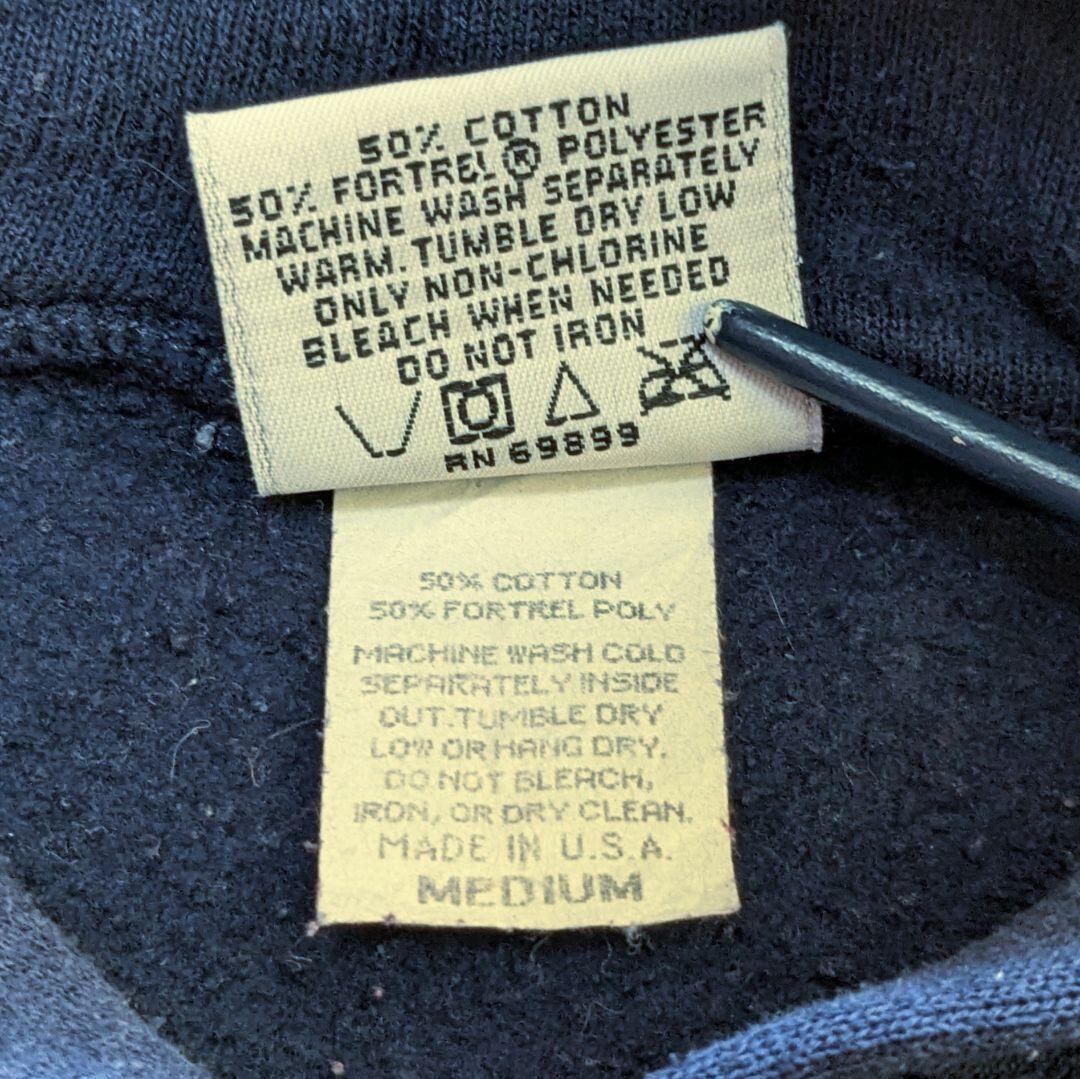 50% COTTON
50% FORTREL® POLYESTER
MACHINE WASH SEPARATELY
WARM. TUMBLE DRY LOW
ONLY NON-CHLORINE
BLEACH WHEN NEEDED
DO NOT IRON
RN 69899
50% COTTON
50% FORTREL POLY
MACHINE WASH COLD
SEPARATELY INSIDE
OUT. TUMBLE DRY
LOW OR HANG DRY.
DO NOT BLEACH,
IRON, OR DRY CLEAN.
MADE IN U.S.A.
MEDIUM